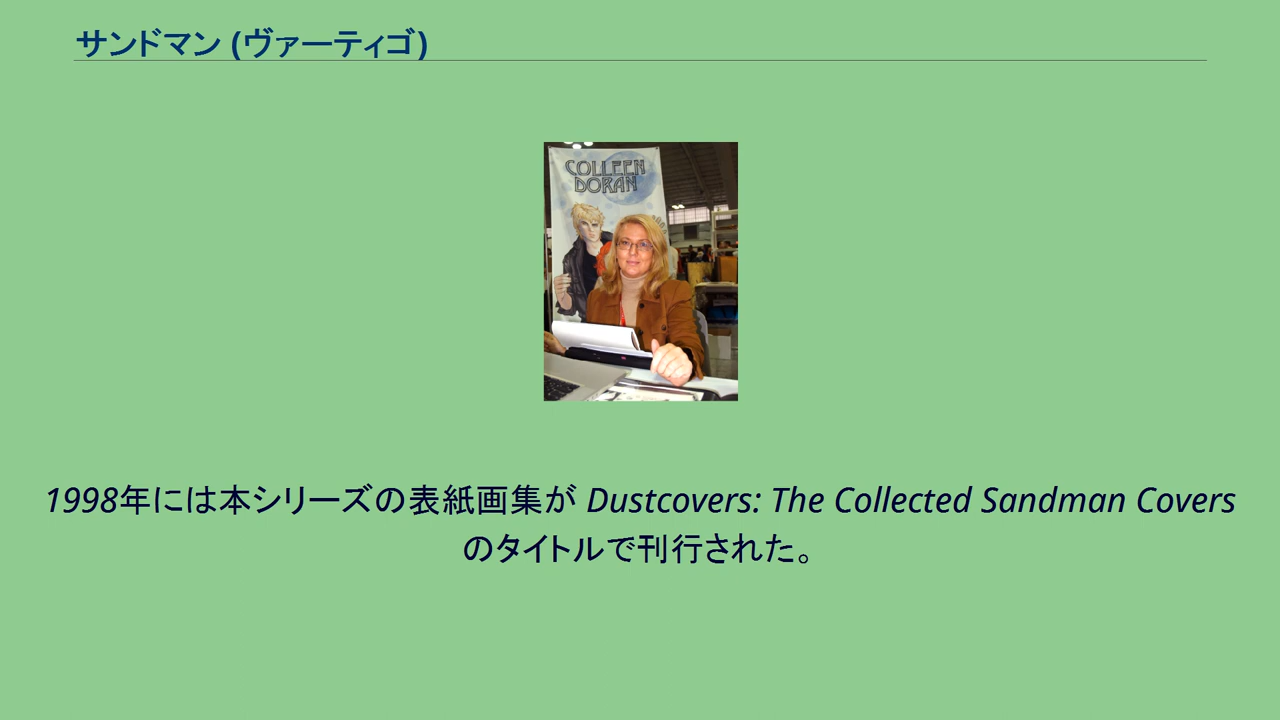 サンドマン (ヴァーティゴ)
COLLEEN
DORAN
1998年には本シリーズの表紙画集が Dustcovers: The Collected Sandman Covers
のタイトルで刊行された。